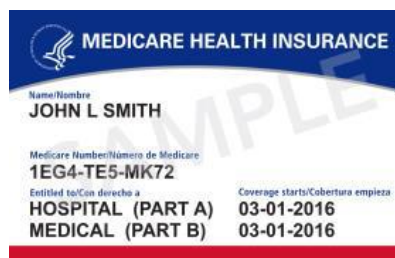 MEDICARE HEALTH INSURANCE
Name/Nombre
JOHN L SMITH
SAMPLE
Medicare Number/Número de Medicare
1EG4-TE5-MK72
Entitled to/Con derecho a Coverage starts/Cobertura empieza
HOSPITAL (PART A) 03-01-2016
MEDICAL (PART B) 03-01-2016